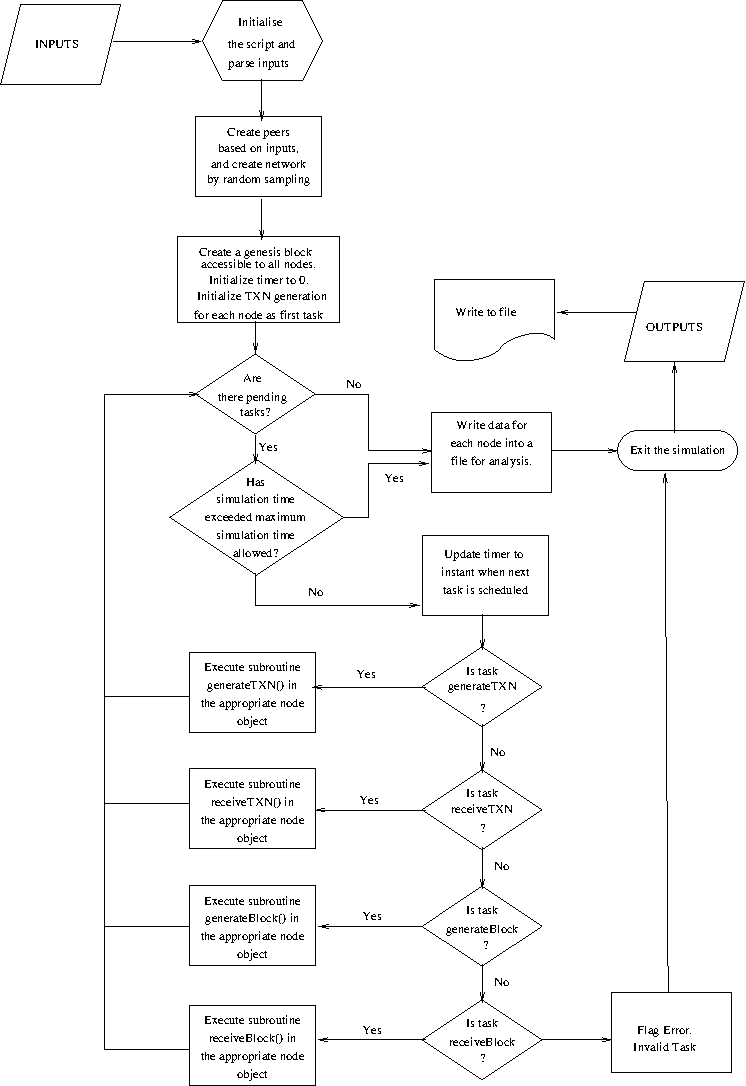 INPUTS
Initialise
the script and
parse inputs
Create peers
based on inputs,
and create network
by random sampling
Create a genesis block
accessible to all nodes.
Initialize timer to 0.
Initialize TXN generation
for each node as first task
Write to file
OUTPUTS
Are
there pending
tasks?
No
Yes
Write data for
each node into a
file for analysis.
Exit the simulation
Has
simulation time
exceeded maximum
simulation time
allowed?
Yes
No
Update timer to
instant when next
task is scheduled
Is task
generateTXN
?
Yes
Execute subroutine
generateTXN() in
the appropriate node
object
No
Is task
receiveTXN
?
Yes
Execute subroutine
receiveTXN() in
the appropriate node
object
No
Is task
generateBlock
?
Yes
Execute subroutine
generateBlock() in
the appropriate node
object
No
Is task
receiveBlock
?
Yes
Execute subroutine
receiveBlock() in
the appropriate node
object
Flag Error.
Invalid Task